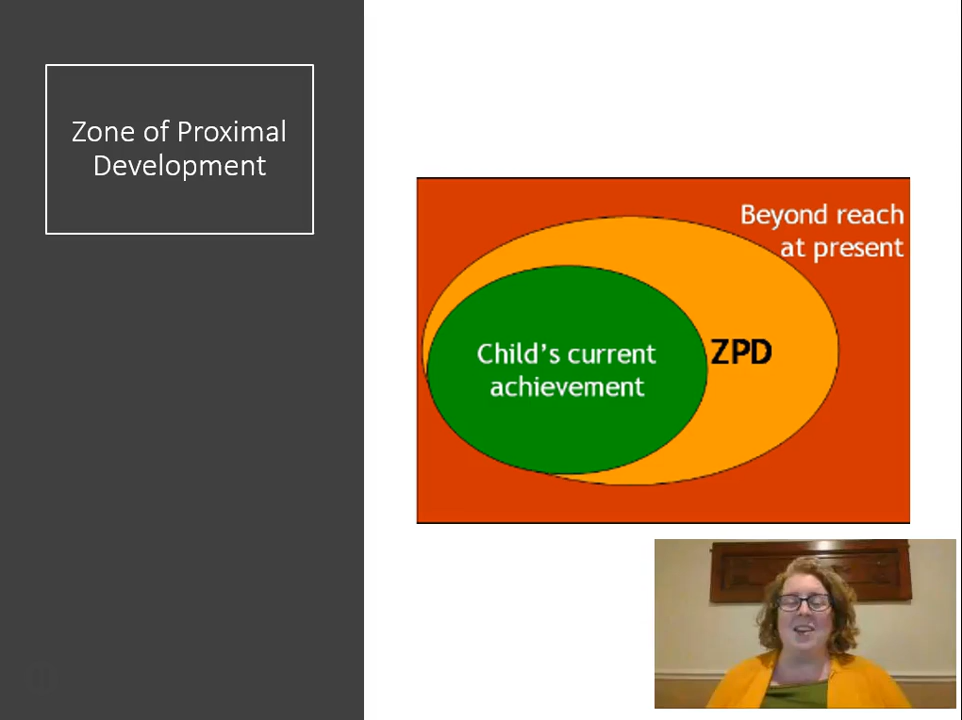 Zone of Proximal
Development
Beyond reach
at present
Child's current
achievement
ZPD